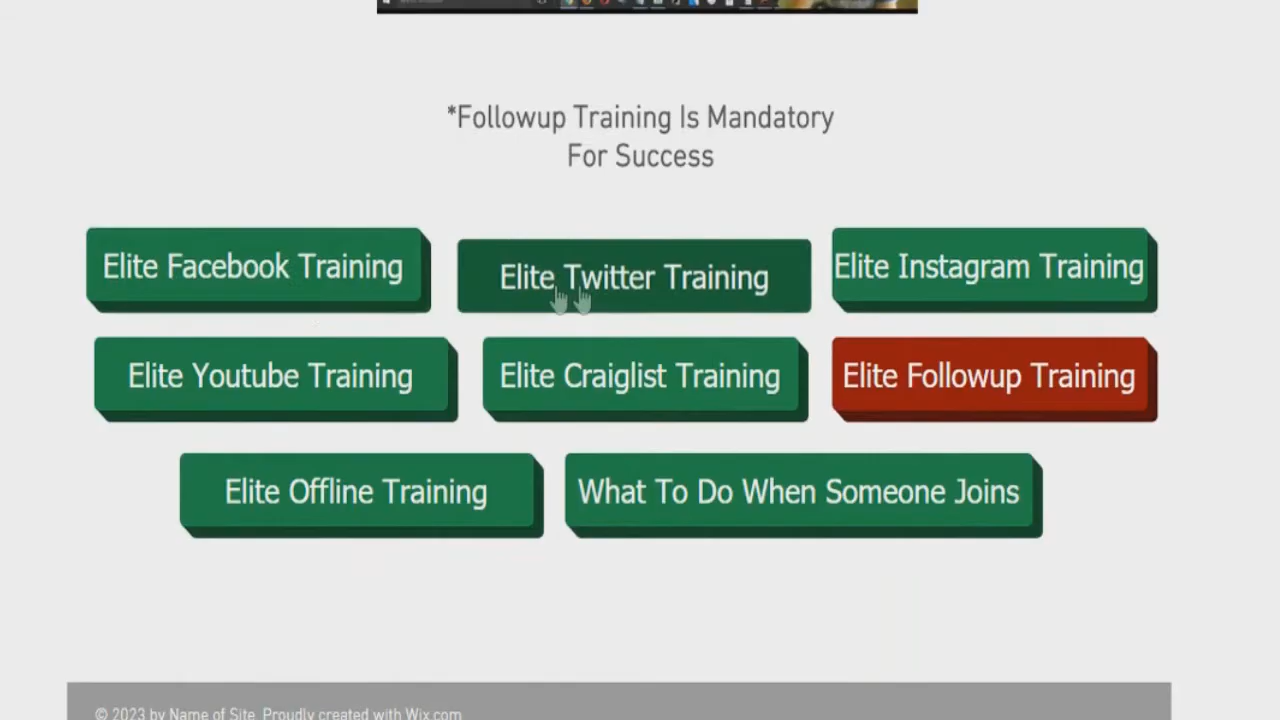 *Followup Training Is Mandatory
For Success
Elite Facebook Training
Elite Twitter Training
Elite Instagram Training
Elite Youtube Training
Elite Craiglist Training
Elite Followup Training
Elite Offline Training
What To Do When Someone Joins
© 2023 by Name of Site. Proudly created with Wix.com